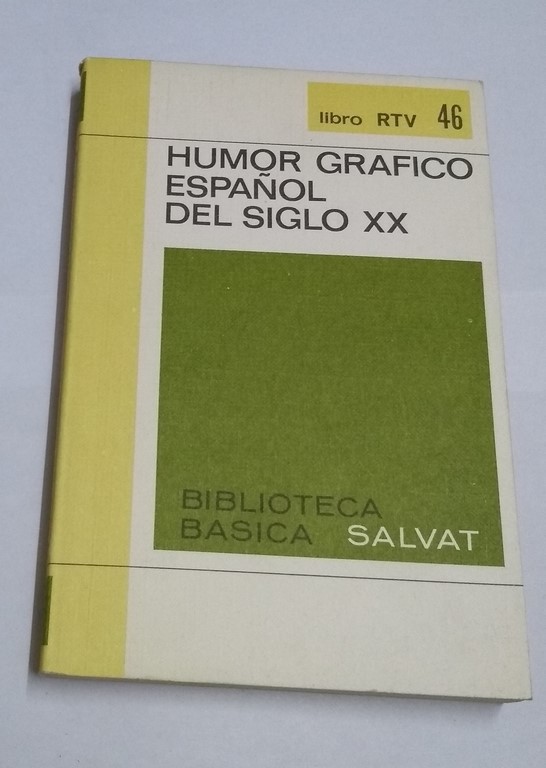 libro RTV 46
HUMOR GRAFICO
ESPAÑOL
DEL SIGLO XX
BIBLIOTECA
BASICA SALVAT